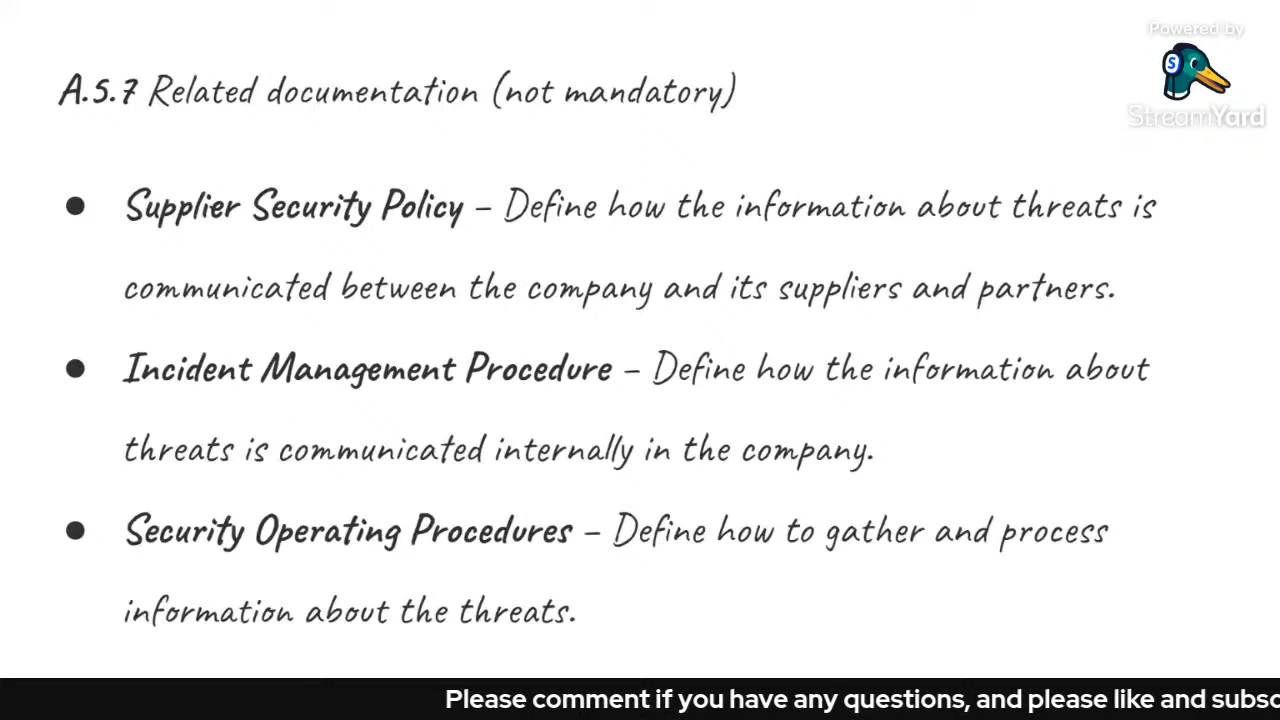 Powered by
S
StreamYard
A.5.7 Related documentation (not mandatory)
● Supplier Security Policy – Define how the information about threats is
communicated between the company and its suppliers and partners.
● Incident Management Procedure – Define how the information about
threats is communicated internally in the company.
● Security Operating Procedures – Define how to gather and process
information about the threats.
Please comment if you have any questions, and please like and subsc